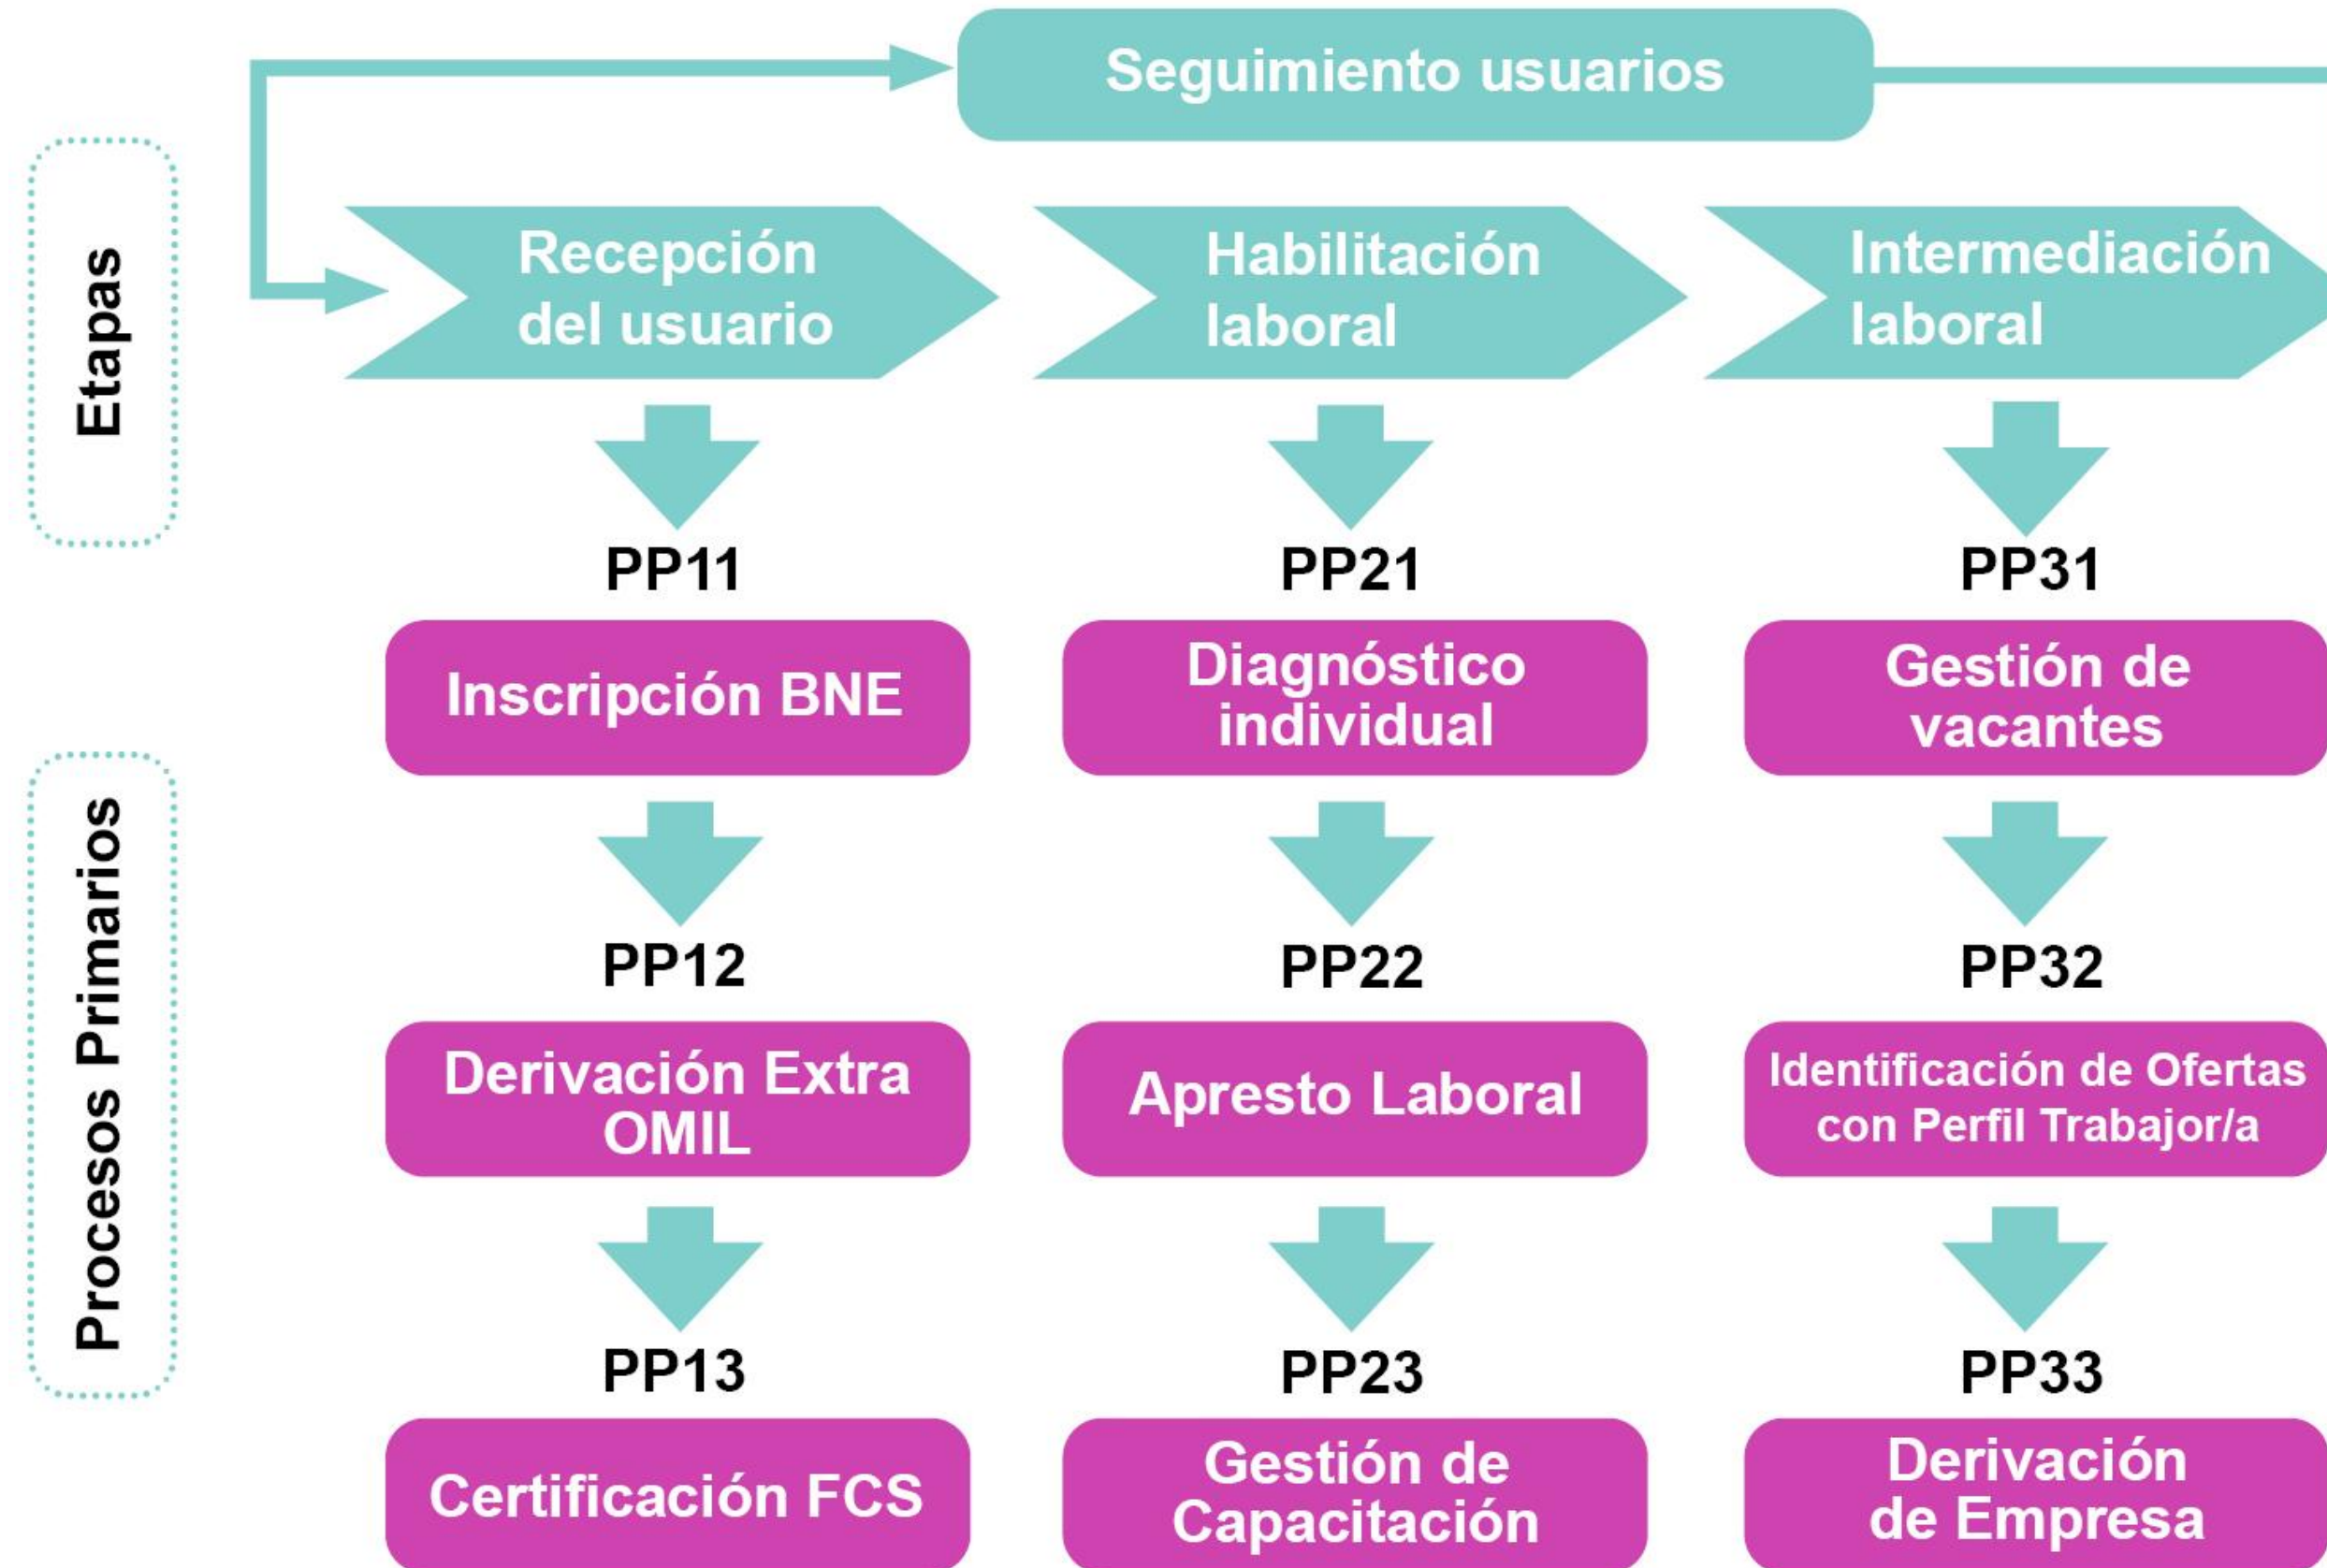 Seguimiento usuarios
Etapas
Recepción
del usuario
Habilitación
laboral
Intermediación
laboral
Procesos Primarios
PP11
Inscripción BNE
PP12
Derivación Extra
OMIL
PP13
Certificación FCS
PP21
Diagnóstico
individual
PP22
Apresto Laboral
PP23
Gestión de
Capacitación
PP31
Gestión de
vacantes
PP32
Identificación de Ofertas
con Perfil Trabajor/a
PP33
Derivación
de Empresa